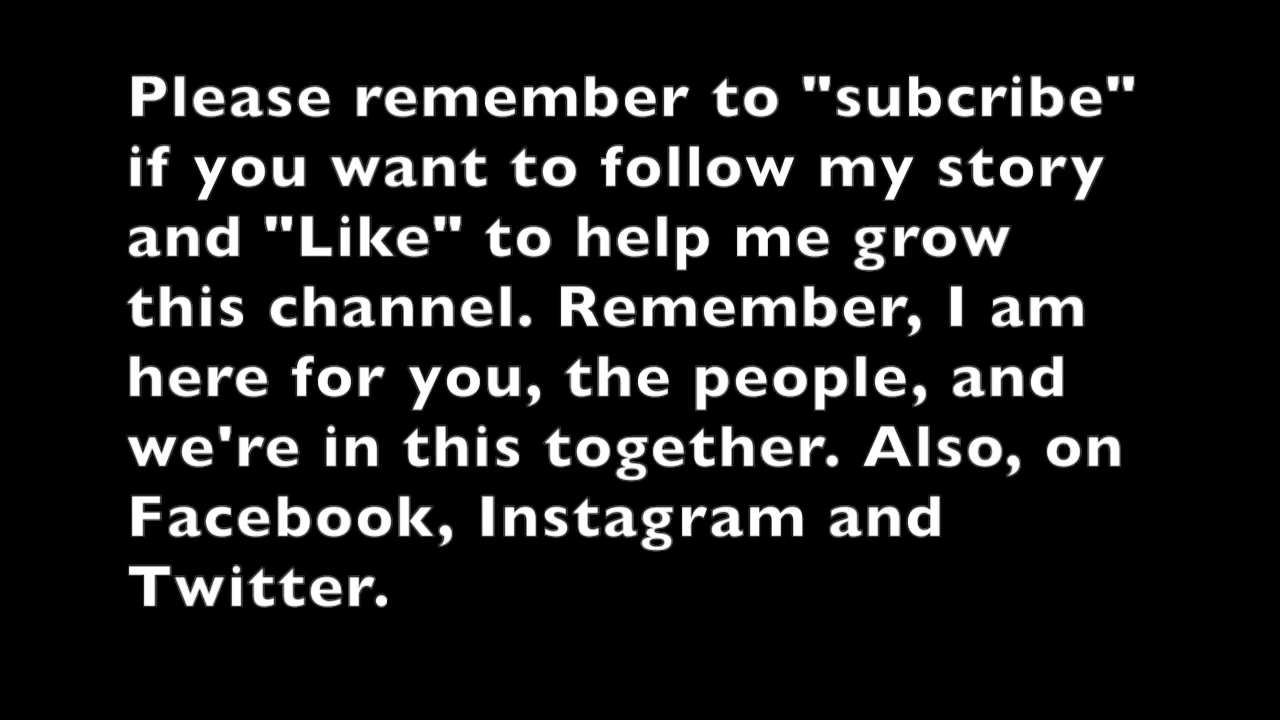 Please remember to "subcribe"
if you want to follow my story
and "Like" to help me grow
this channel. Remember, I am
here for you, the people, and
we're in this together. Also, on
Facebook, Instagram and
Twitter.